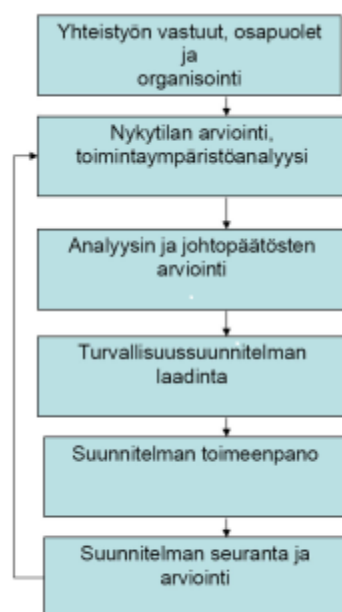 Yhteistyön vastuut, osapuolet
ja
organisointi
Nykytilan arviointi,
toimintaympäristöanalyysi
Analyysin ja johtopäätösten
arviointi
Turvallisuussuunnitelman
laadinta
Suunnitelman toimeenpano
Suunnitelman seuranta ja
arviointi